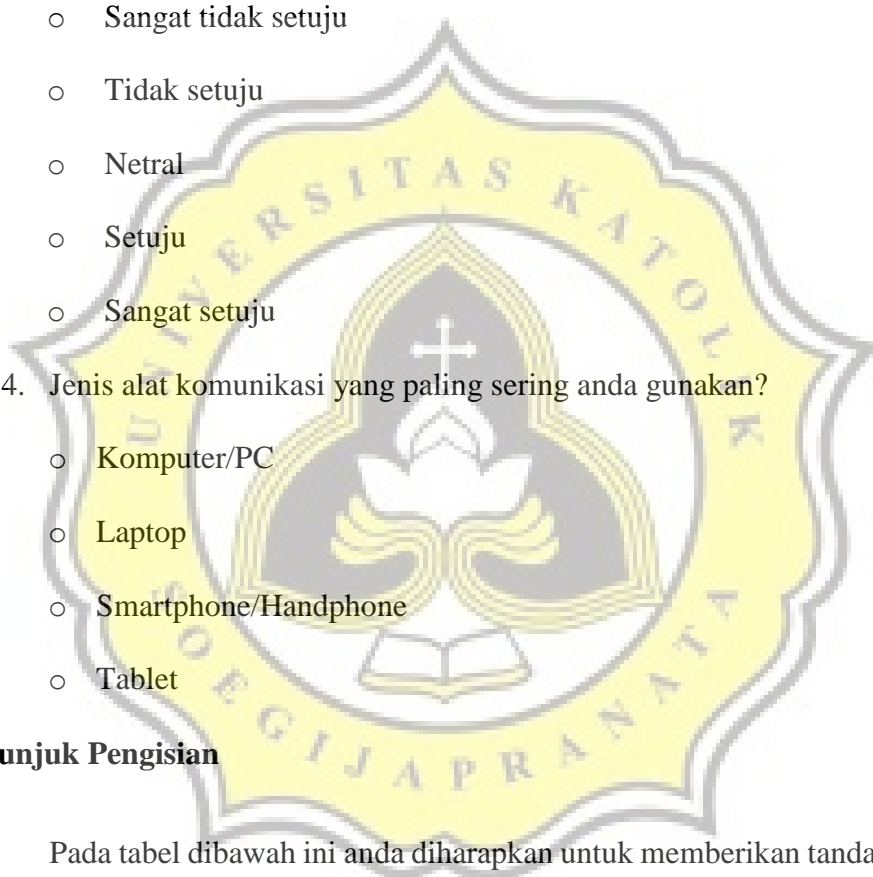 o Sangat tidak setuju
o Tidak setuju
o Netral
o Setuju
o Sangat setuju
4. Jenis alat komunikasi yang paling sering anda gunakan?
o Komputer/PC
o Laptop
o Smartphone/Handphone
o Tablet
unjuk Pengisian
Pada tabel dibawah ini anda diharapkan untuk memberikan tanda
UNIVERSITAS KATOLIK
SOEGIJAPRANATA